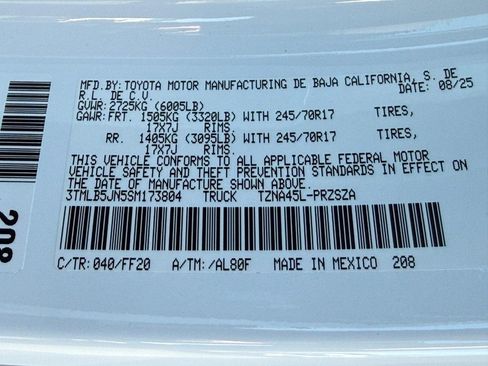 MFD.BY:TOYOTA MOTOR MANUFACTURING DE BAJA CALIFORNIA, S. DE
R.L. DE C.V. DATE: 08/25
GVWR:2725KG (6005LB)
GAWR:FRT. 1505KG (3320LB) WITH 245/70R17 TIRES,
17X7J RIMS.
RR. 1405KG (3095LB) WITH 245/70R17 TIRES,
17X7J RIMS.
THIS VEHICLE CONFORMS TO ALL APPLICABLE FEDERAL MOTOR
VEHICLE SAFETY AND THEFT PREVENTION STANDARDS IN EFFECT ON
THE DATE OF MANUFACTURE SHOWN ABOVE.
3TMLB5JN5SM173804 TRUCK TZNA45L-PRZSZA
C/TR:040/FF20 A/TM:/AL80F MADE IN MEXICO 208
208